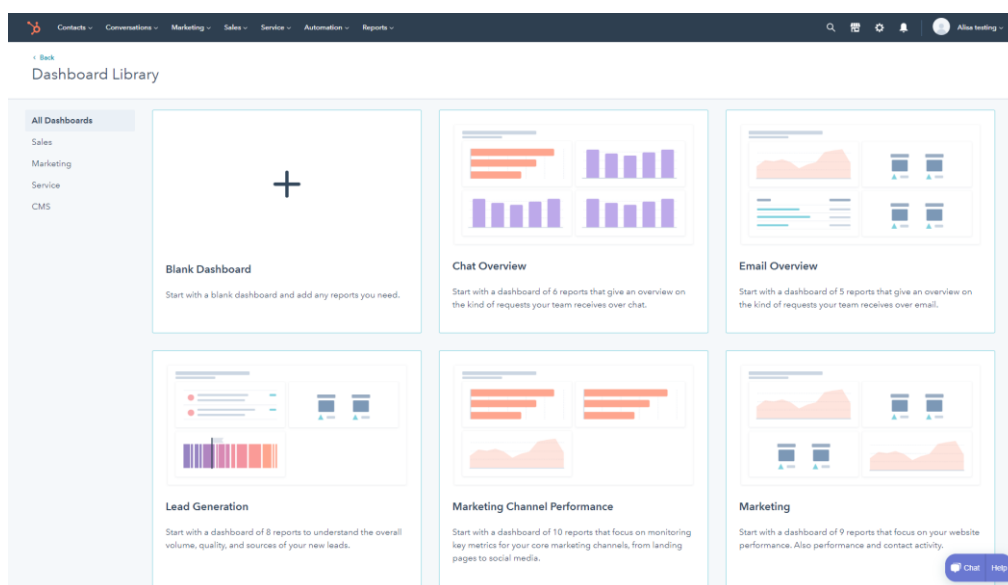 Contacts Conversations Marketing Sales Service Automation Reports Alisa testing
Back
Dashboard Library
All Dashboards
Sales
Marketing
Service
CMS
Blank Dashboard
Start with a blank dashboard and add any reports you need.
Chat Overview
Start with a dashboard of 6 reports that give an overview on
the kind of requests your team receives over chat.
Email Overview
Start with a dashboard of 5 reports that give an overview on
the kind of requests your team receives over email.
Lead Generation
Start with a dashboard of 8 reports to understand the overall
volume, quality, and sources of your new leads.
Marketing Channel Performance
Start with a dashboard of 10 reports that focus on monitoring
key metrics for your core marketing channels, from landing
pages to social media.
Marketing
Start with a dashboard of 9 reports that focus on your website
performance. Also performance and contact activity.
Chat Help